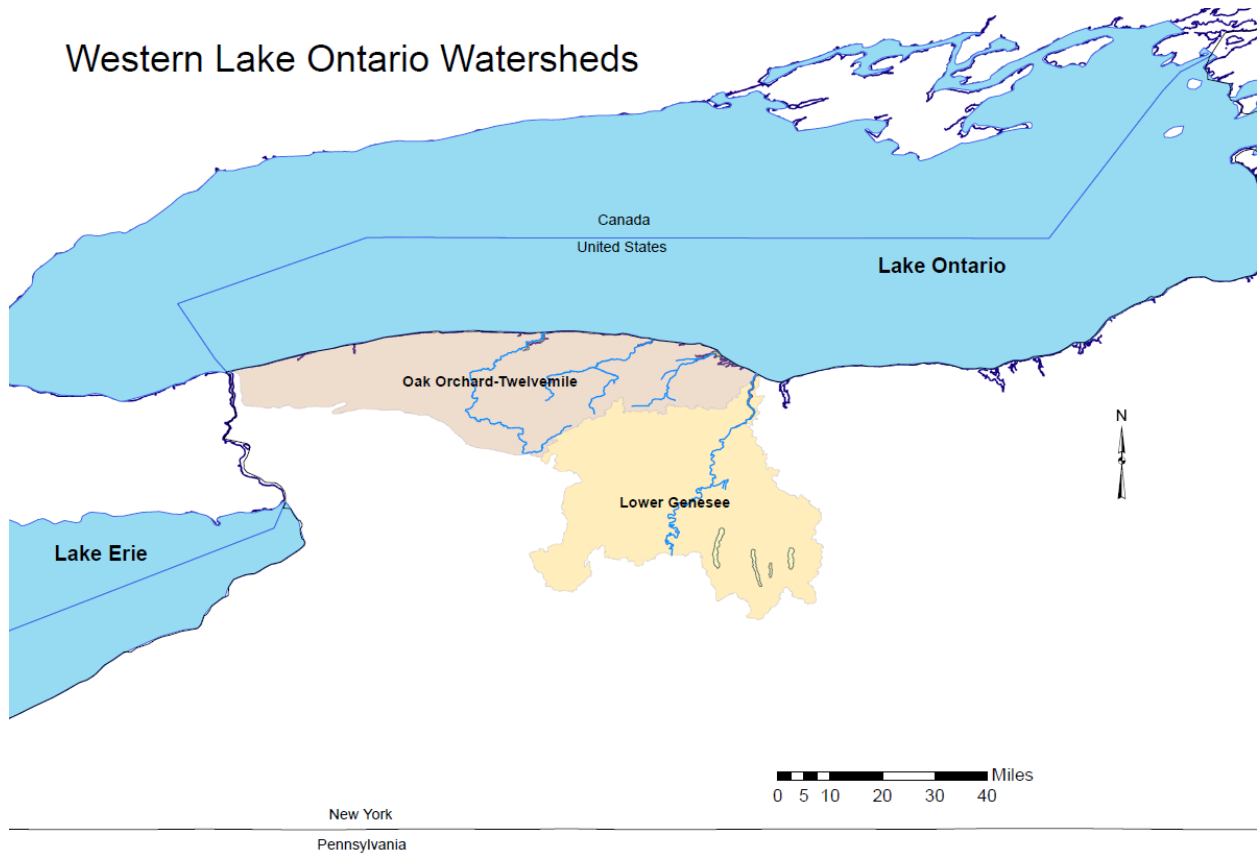 Western Lake Ontario Watersheds
Canada
United States
Lake Ontario
Oak Orchard-Twelvemile
N
Lower Genesee
Lake Erie
Miles
0 5 10 20 30 40
New York
Pennsylvania